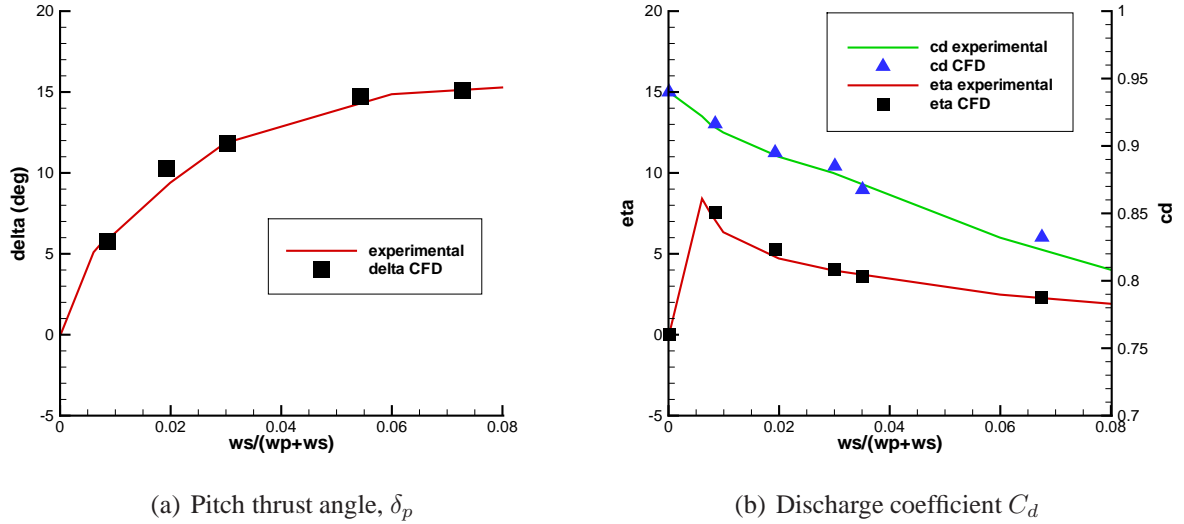 20
15
10
5
0
-5
delta (deg)
0
0.02
0.04
0.06
0.08
ws/(wp+ws)
experimental
delta CFD
(a) Pitch thrust angle, δp
20
15
10
5
0
-5
eta
0
0.02
0.04
0.06
0.08
ws/(wp+ws)
1
0.95
0.9
0.85
0.8
0.75
0.7
cd
cd experimental
cd CFD
eta experimental
eta CFD
(b) Discharge coefficient Cd